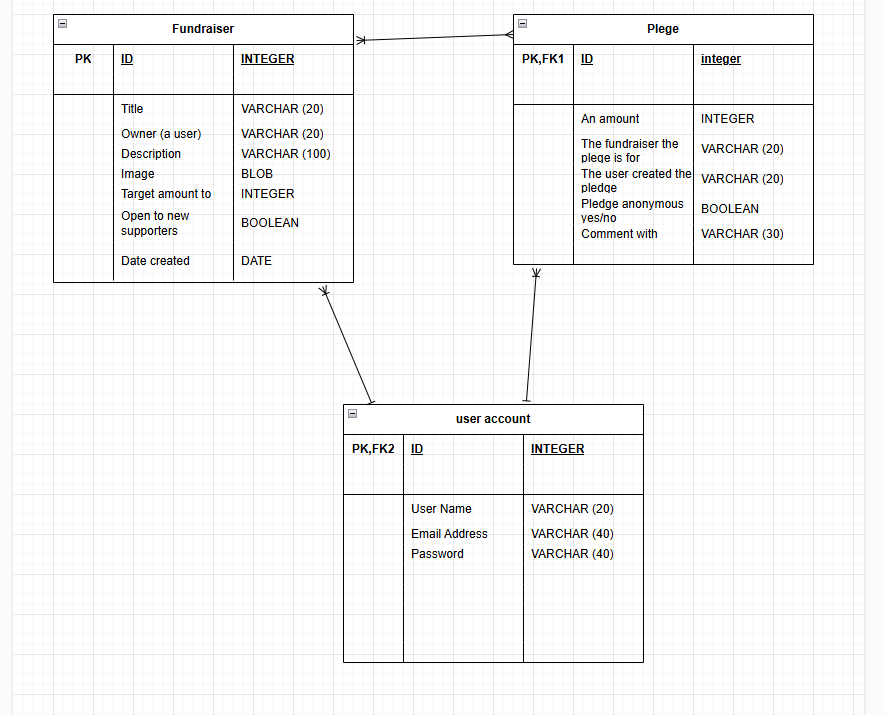 Fundraiser
PK ID INTEGER
Title VARCHAR (20)
Owner (a user) VARCHAR (20)
Description VARCHAR (100)
Image BLOB
Target amount to INTEGER
Open to new
supporters BOOLEAN
Date created DATE
Plege
PK,FK1 ID integer
An amount INTEGER
The fundraiser the
plege is for VARCHAR (20)
The user created the
pledge VARCHAR (20)
Pledge anonymous
yes/no BOOLEAN
Comment with VARCHAR (30)
user account
PK,FK2 ID INTEGER
User Name VARCHAR (20)
Email Address VARCHAR (40)
Password VARCHAR (40)